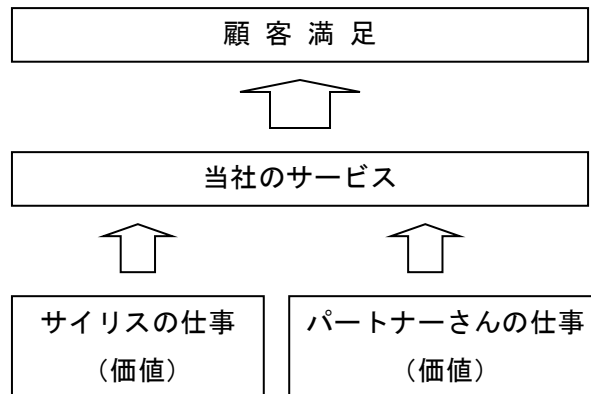 顧 客 満 足
当社のサービス
サイリスの仕事
（価値）
パートナーさんの仕事
（価値）